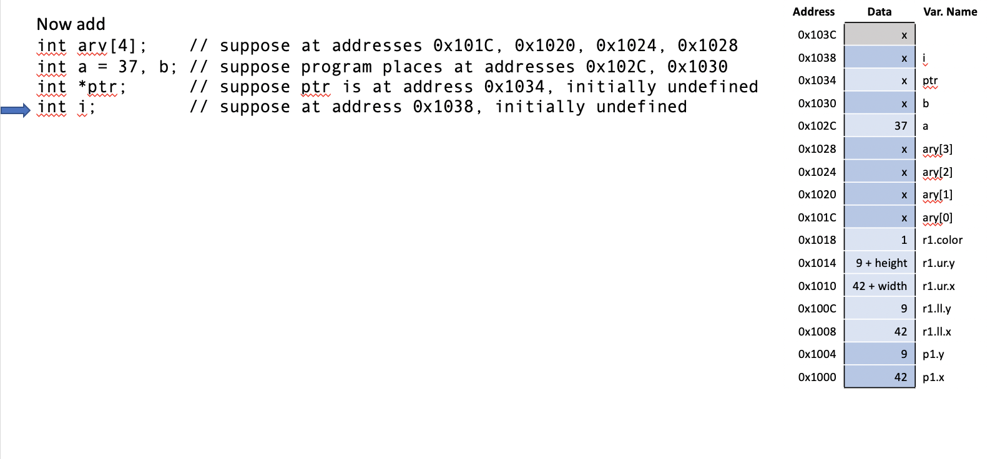 Now add
int arv[4]; // suppose at addresses 0x101C, 0x1020, 0x1024, 0x1028
int a = 37, b; // suppose program places at addresses 0x102C, 0x1030
int *ptr; // suppose ptr is at address 0x1034, initially undefined
int i; // suppose at address 0x1038, initially undefined
Address Data Var. Name
0x103C x
0x1038 x i
0x1034 x ptr
0x1030 x b
0x102C 37 a
0x1028 x ary[3]
0x1024 x ary[2]
0x1020 x ary[1]
0x101C x ary[0]
0x1018 1 r1.color
0x1014 9 + height r1.ur.y
0x1010 42 + width r1.ur.x
0x100C 9 r1.ll.y
0x1008 42 r1.ll.x
0x1004 9 p1.y
0x1000 42 p1.x